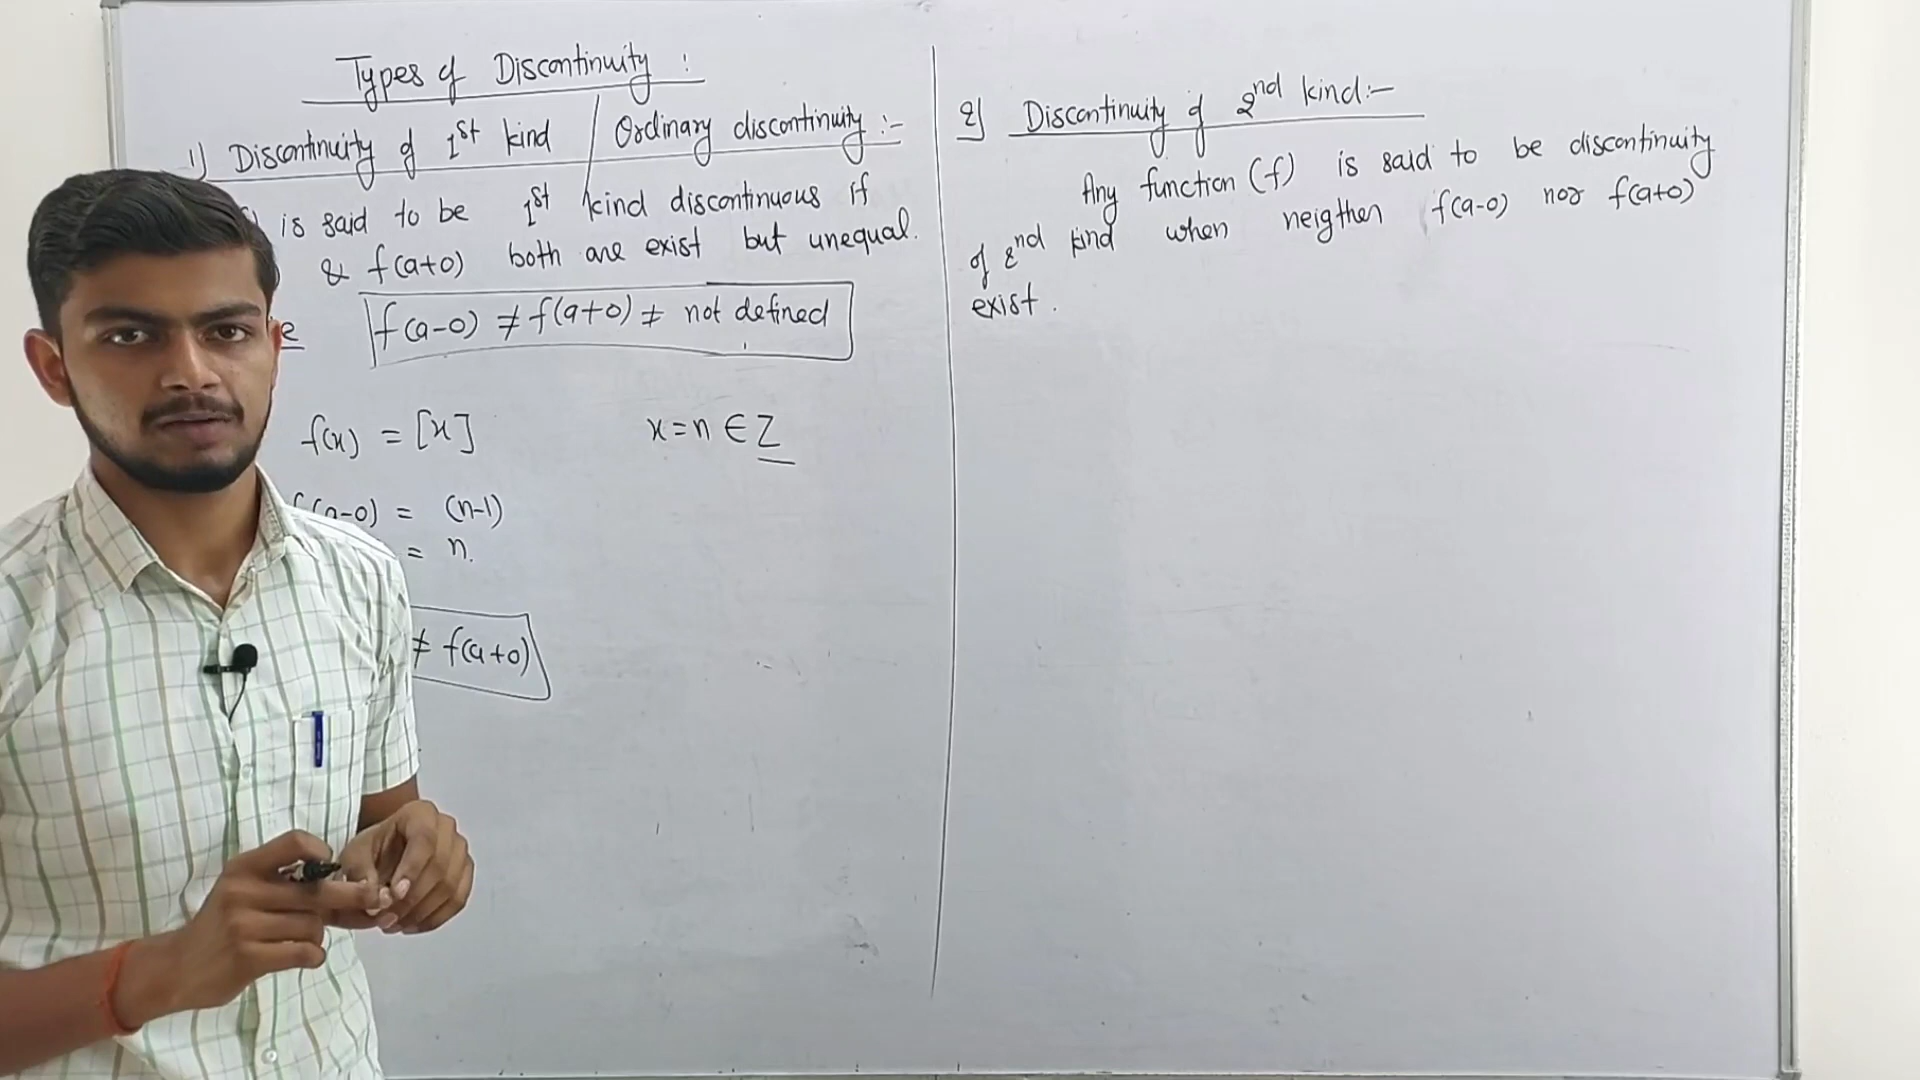 Types of Discontinuity :
1) Discontinuity of 1st kind / Ordinary discontinuity :-
is said to be 1st kind discontinuous if
& f(a+0) both are exist but unequal.
e f(a-0) ≠ f(a+0) ≠ not defined
f(x) = [x] x=n ∈ Z
f(a-0) = (n-1)
= n.
≠ f(a+0)
2) Discontinuity of 2nd kind:-
Any function (f) is said to be discontinuity
of 2nd kind when neigther f(a-0) nor f(a+0)
exist .